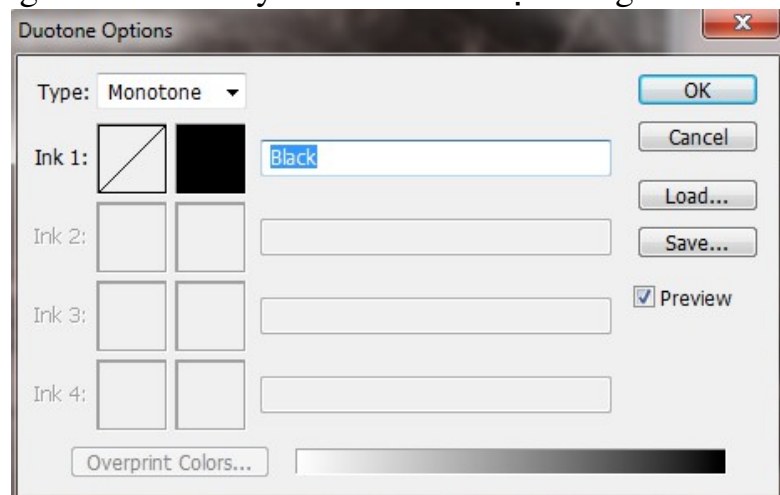 Duotone Options
Type: Monotone
OK
Ink 1: Black
Cancel
Load...
Ink 2:
Save...
Preview
Ink 3:
Ink 4:
Overprint Colors...